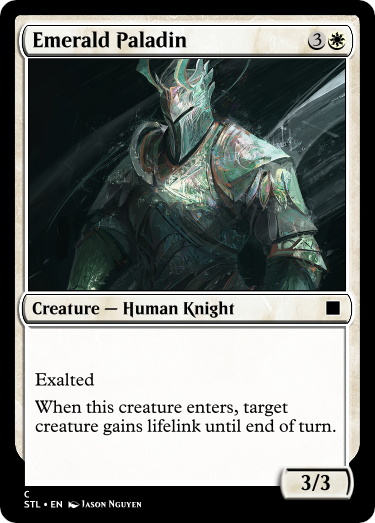 Emerald Paladin 3
Creature — Human Knight
Exalted
When this creature enters, target
creature gains lifelink until end of turn.
3/3
C
STL • EN Jason Nguyen